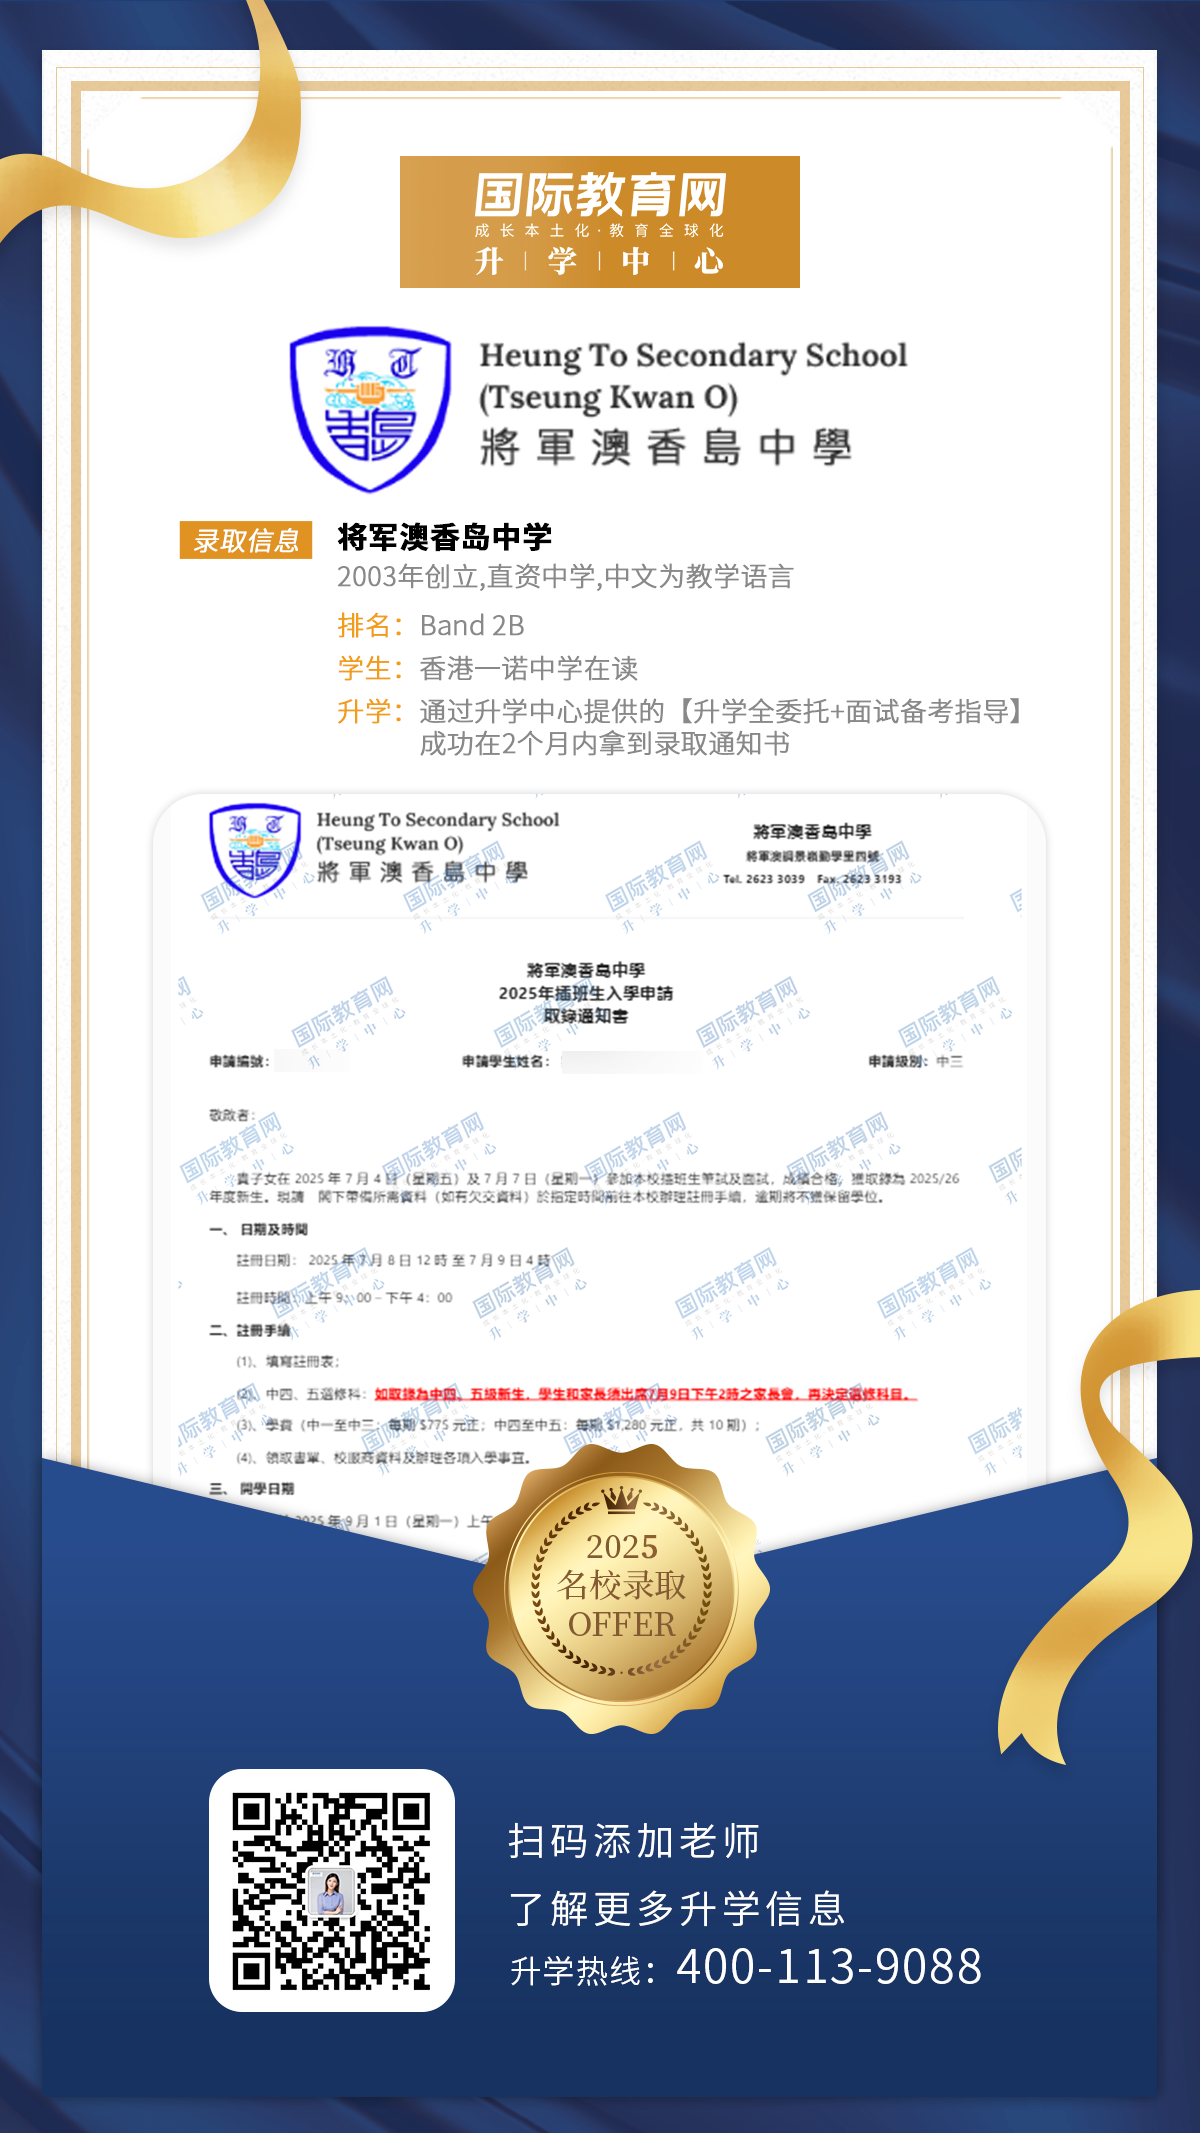 国际教育网
成长本土化·教育全球化
升|学|中|心
Heung To Secondary School
(Tseung Kwan O)
將軍澳香島中學
录取信息
将军澳香岛中学
2003年创立,直资中学,中文为教学语言
排名：Band 2B
学生：香港一诺中学在读
升学：通过升学中心提供的【升学全委托+面试备考指导】
成功在2个月内拿到录取通知书
Heung To Secondary School
(Tseung Kwan O)
將軍澳香島中學
將軍澳香島中學
將軍澳調景嶺勤學里四號
Tel. 2623 3039 Fax. 2623 3193
將軍澳香島中學
2025年插班生入學申請
取錄通知書
申請編號：
申請學生姓名：
申請級別：中三
敬啟者：
貴子女在 2025 年 7 月 4 日（星期五）及 7 月 7 日（星期一）參加本校插班生筆試及面試，成績合格，獲取錄為 2025/26
年度新生。現請 閣下帶備所需資料（如有欠交資料）於指定時間前往本校辦理註冊手續，逾期將不獲保留學位。
一、 日期及時間
註冊日期： 2025 年 7 月 8 日 12 時 至 7 月 9 日 4 時
註冊時間：上午 9：00 – 下午 4：00
二、註冊手續
(1)、填寫註冊表；
(2)、中四、五選修科：如取錄為中四、五級新生，學生和家長須出席7月9日下午2時之家長會，再決定選修科目。
(3)、學費（中一至中三：每期 $775 元正；中四至中五：每期 $1,280 元正，共 10 期）；
(4)、領取書單、校服商資料及辦理各項入學事宜。
三、 開學日期
2025 年 9 月 1 日（星期一）上午
2025
名校录取
OFFER
扫码添加老师
了解更多升学信息
升学热线：400-113-9088